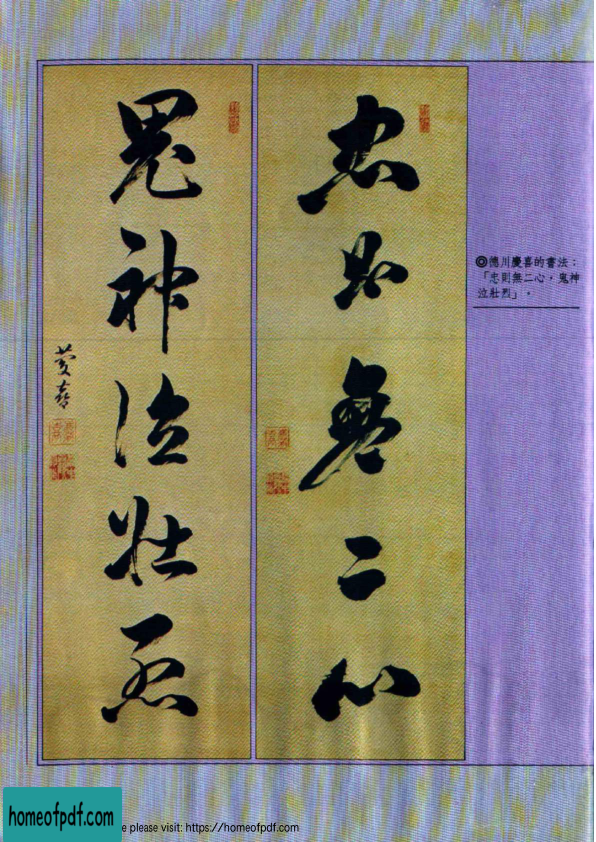 忠則無二心
鬼神泣壯烈
慶喜
◎德川慶喜的書法：
「忠則無二心，鬼神
泣壯烈」。
homeofpdf.com
e please visit: https://homeofpdf.com